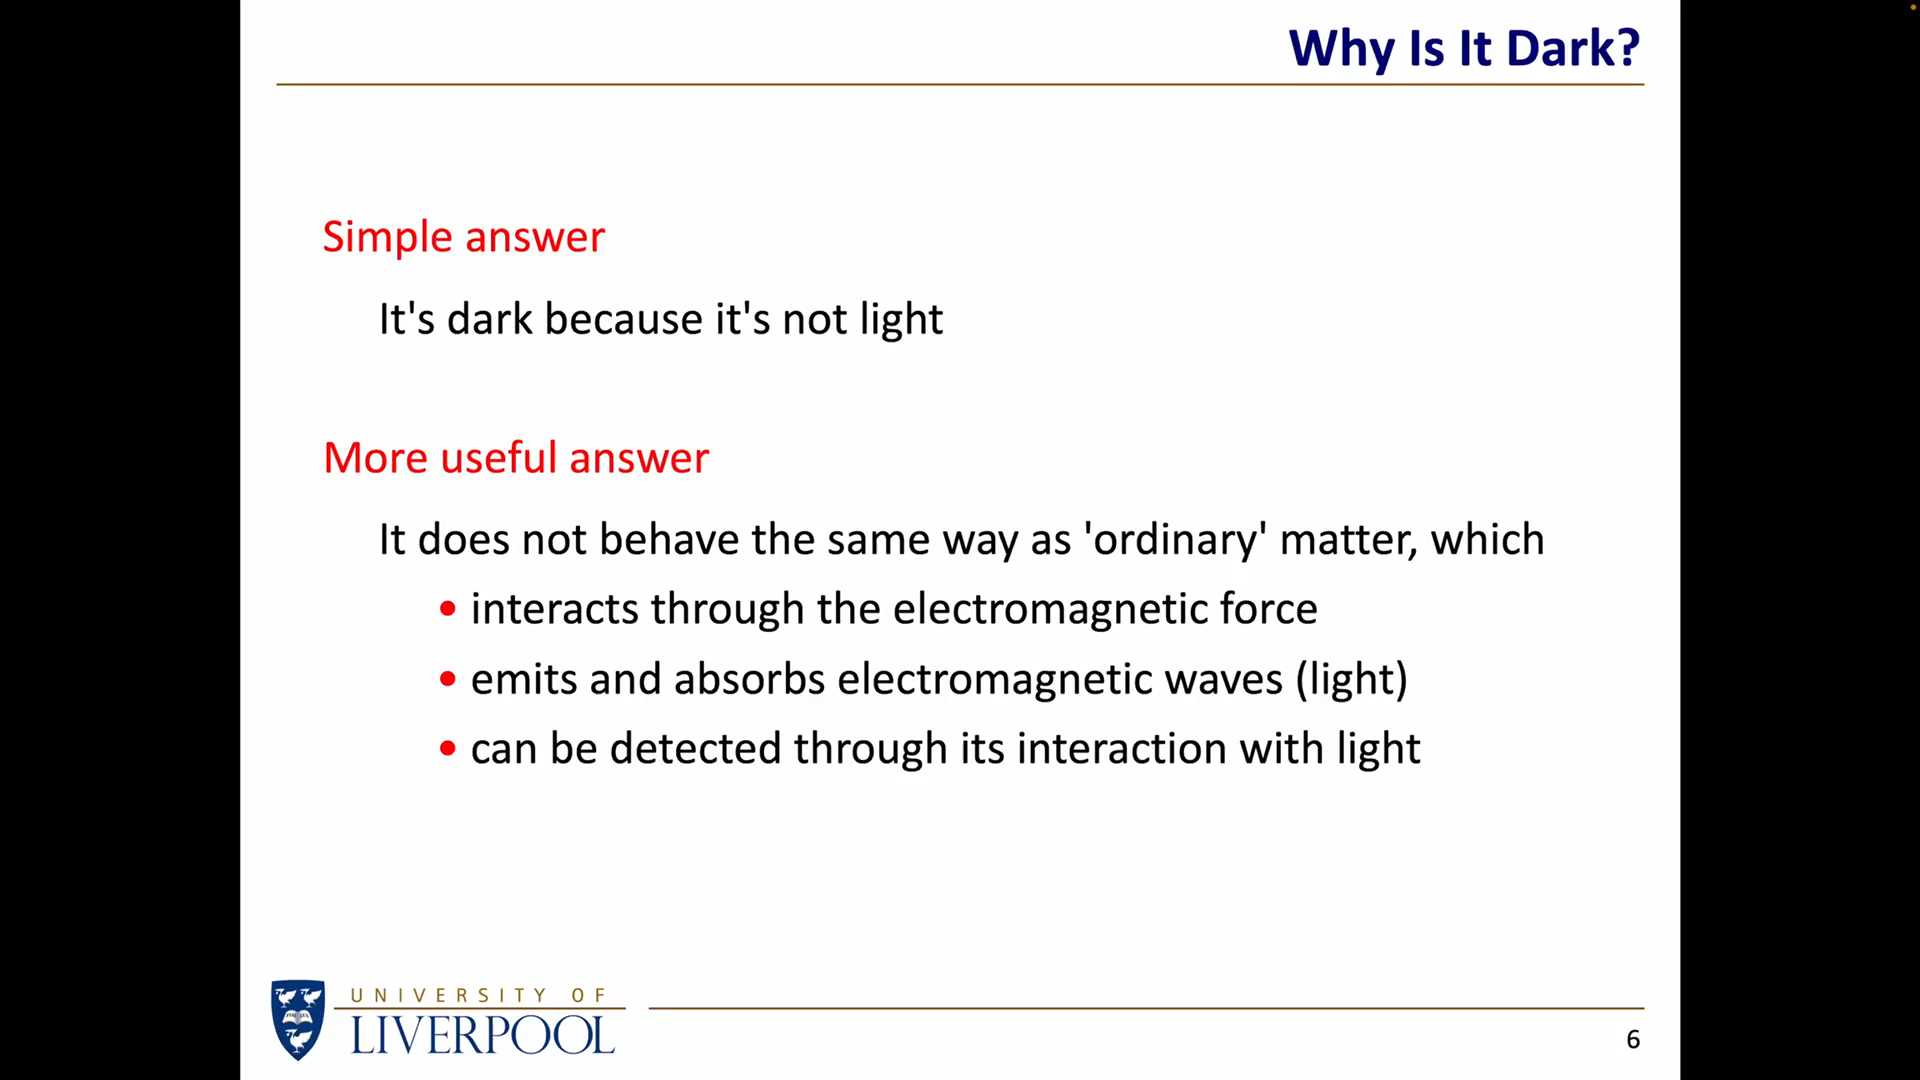 Why Is It Dark?
Simple answer
It's dark because it's not light
More useful answer
It does not behave the same way as 'ordinary' matter, which
• interacts through the electromagnetic force
• emits and absorbs electromagnetic waves (light)
• can be detected through its interaction with light
UNIVERSITY OF
LIVERPOOL
6